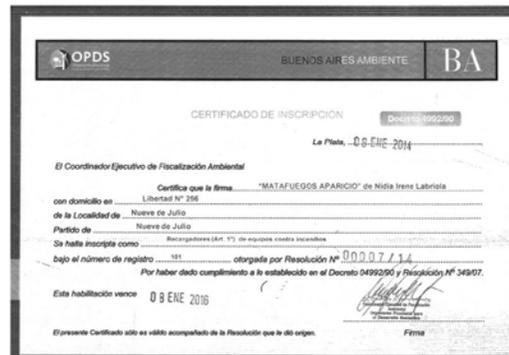 OPDS
BUENOS AIRES AMBIENTE
BA
CERTIFICADO DE INSCRIPCIÓN
Decreto 4992/90
La Plata, 08 ENE 2014
El Coordinador Ejecutivo de Fiscalización Ambiental
Certifica que la firma "MATAFUEGOS APARICIO" de Nidia Irene Labriola
con domicilio en Libertad N° 256
de la Localidad de Nueve de Julio
Partido de Nueve de Julio
Se halla inscripta como Recargadores (Art. 1°) de equipos contra incendios
bajo el número de registro 101 otorgada por Resolución N° 00007/14
Por haber dado cumplimiento a lo establecido en el Decreto 04992/90 y Resolución N° 349/07.
Esta habilitación vence 08 ENE 2016
El presente Certificado sólo es válido acompañado de la Resolución que le dió origen.
Firma